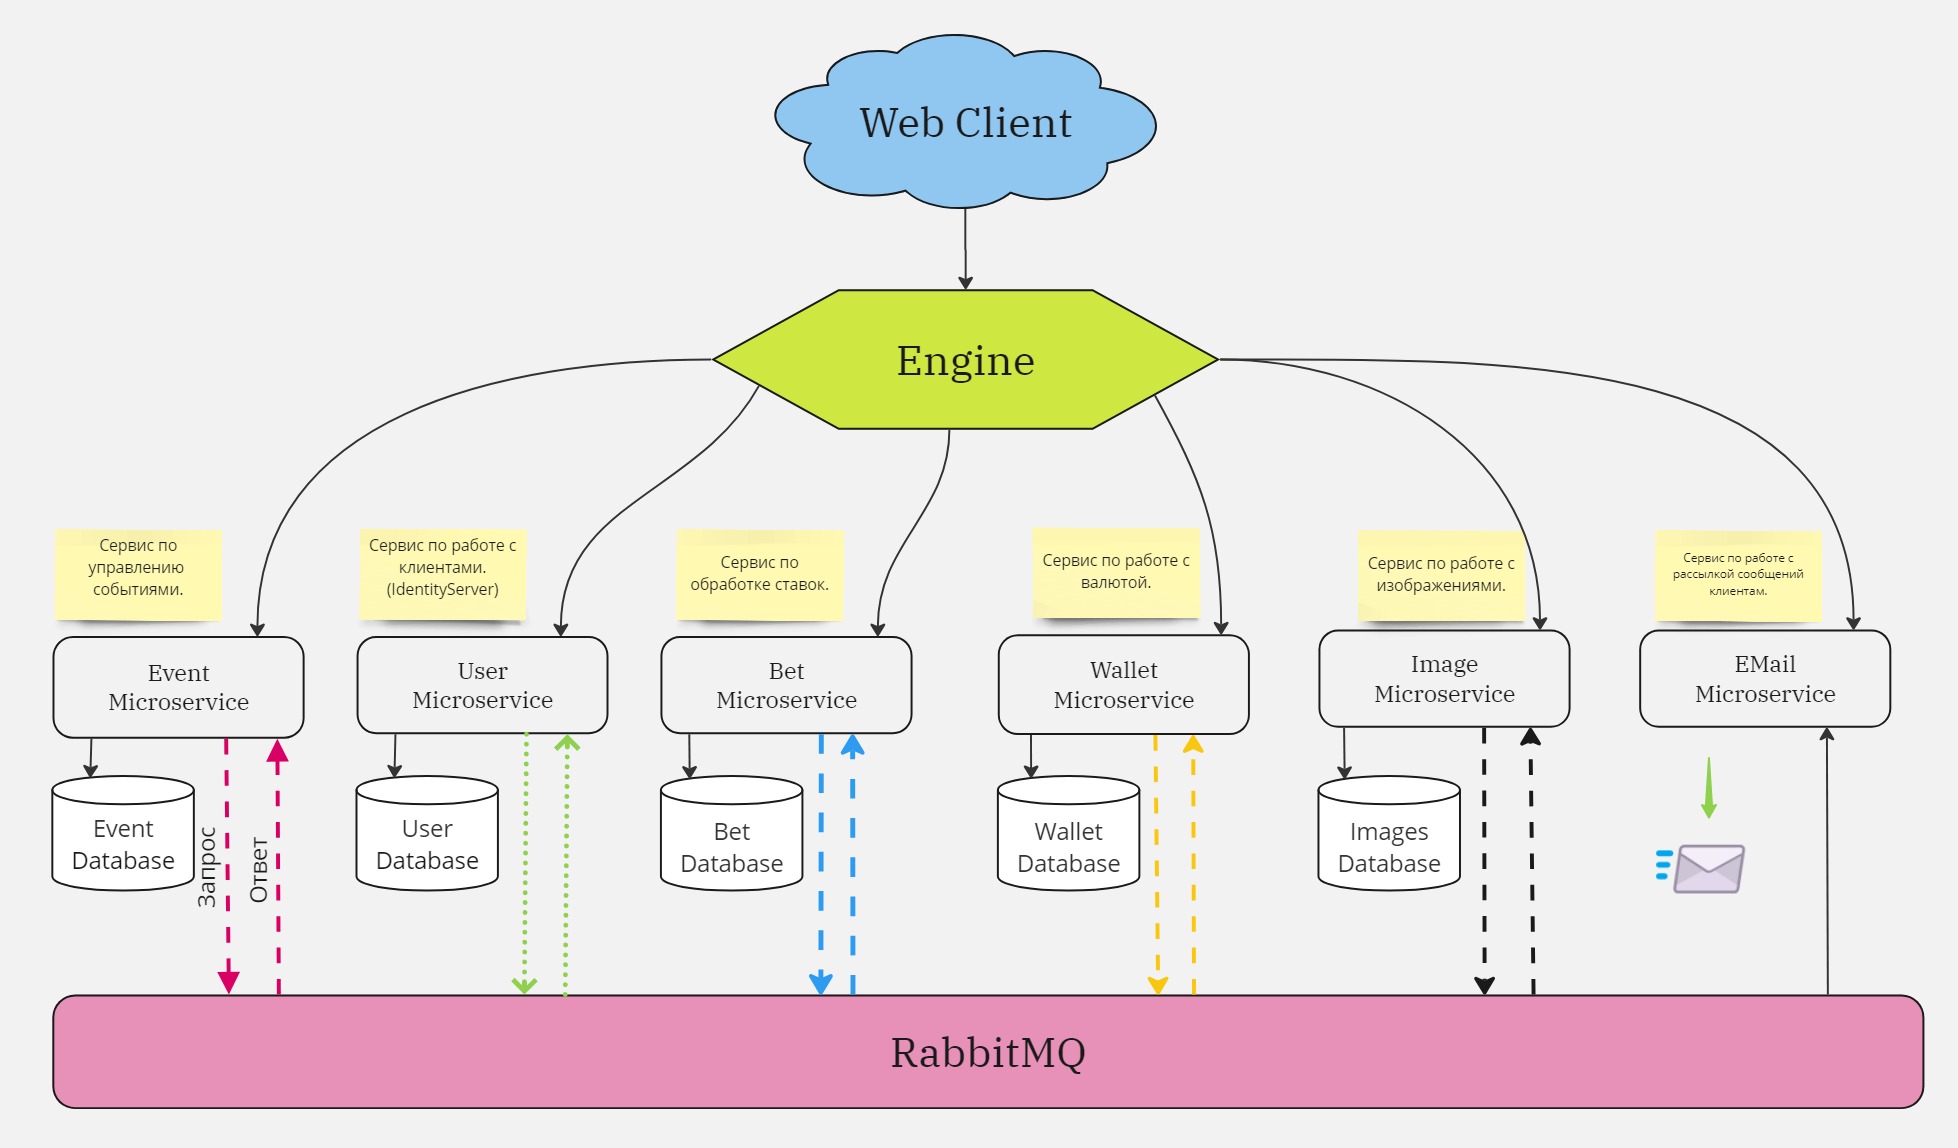 Web Client
Engine
Сервис по
управлению
событиями.
Сервис по работе с
клиентами.
(IdentityServer)
Сервис по
обработке ставок.
Сервис по работе с
валютой.
Сервис по работе с
изображениями.
Сервис по работе с
рассылкой сообщений
клиентам.
Event
Microservice
User
Microservice
Bet
Microservice
Wallet
Microservice
Image
Microservice
EMail
Microservice
Event
Database
Запрос
Ответ
User
Database
Bet
Database
Wallet
Database
Images
Database
RabbitMQ